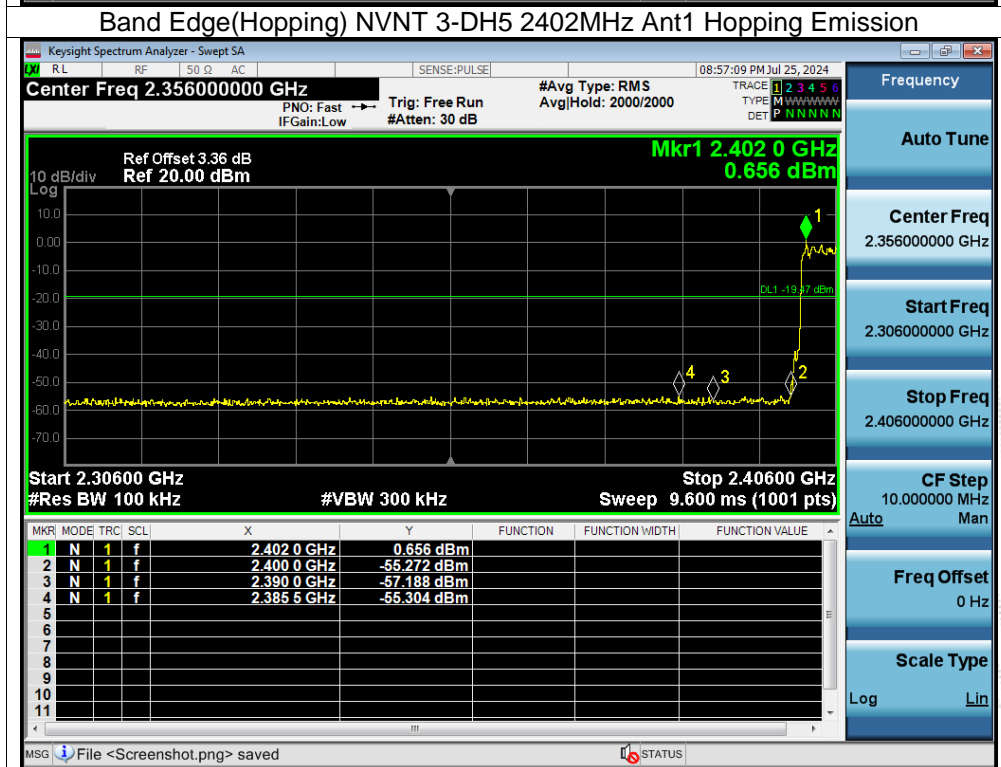 Band Edge(Hopping) NVNT 3-DH5 2402MHz Ant1 Hopping Emission
Keysight Spectrum Analyzer - Swept SA
LXI RL RF 50 Ω AC SENSE:PULSE 08:57:09 PM Jul 25, 2024
Center Freq 2.356000000 GHz #Avg Type: RMS TRACE 1 2 3 4 5 6
PNO: Fast Trig: Free Run Avg|Hold: 2000/2000 TYPE M WWWWW
IFGain:Low #Atten: 30 dB DET P N N N N N
Frequency
Auto Tune
Center Freq
2.356000000 GHz
Start Freq
2.306000000 GHz
Stop Freq
2.406000000 GHz
CF Step
10.000000 MHz
Auto Man
Freq Offset
0 Hz
Scale Type
Log Lin
Mkr1 2.402 0 GHz
Ref Offset 3.36 dB
10 dB/div Ref 20.00 dBm 0.656 dBm
Log
10.0
0.00
-10.0
-20.0
-30.0
-40.0
-50.0
-60.0
-70.0
1
DL1 -19.47 dBm
4 3 2
Start 2.30600 GHz Stop 2.40600 GHz
#Res BW 100 kHz #VBW 300 kHz Sweep 9.600 ms (1001 pts)
MKR MODE TRC SCL X Y FUNCTION FUNCTION WIDTH FUNCTION VALUE
1 N 1 f 2.402 0 GHz 0.656 dBm
2 N 1 f 2.400 0 GHz -55.272 dBm
3 N 1 f 2.390 0 GHz -57.188 dBm
4 N 1 f 2.385 5 GHz -55.304 dBm
5
6
7
8
9
10
11
MSG File <Screenshot.png> saved STATUS